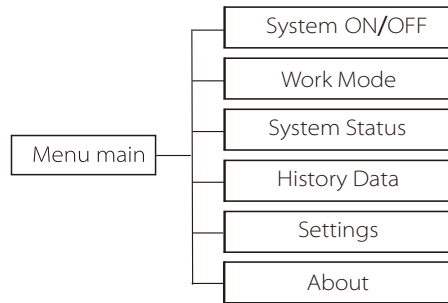 System ON/OFF
Work Mode
System Status
Menu main
History Data
Settings
About